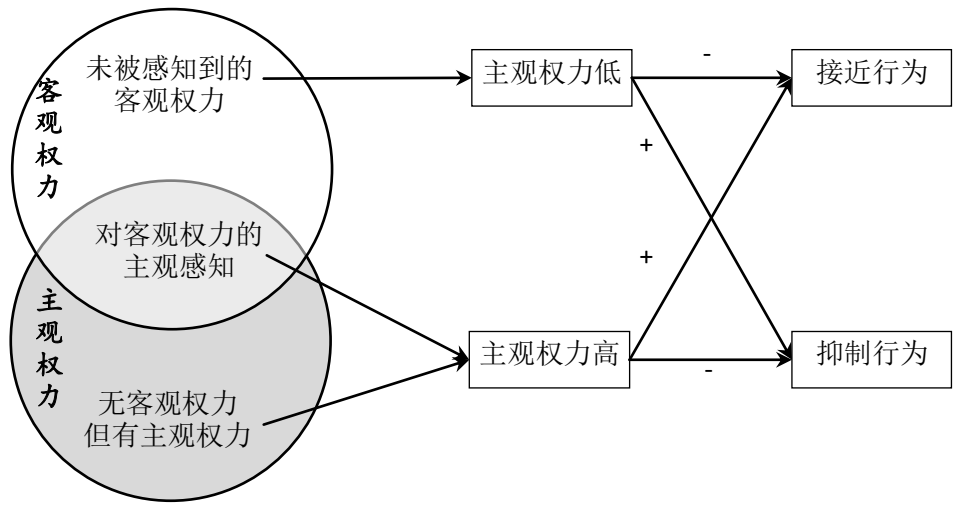 客观权力
未被感知到的
客观权力
主观权力低
-
接近行为
+
对客观权力的
主观感知
+
主观权力
主观权力高
-
抑制行为
无客观权力
但有主观权力